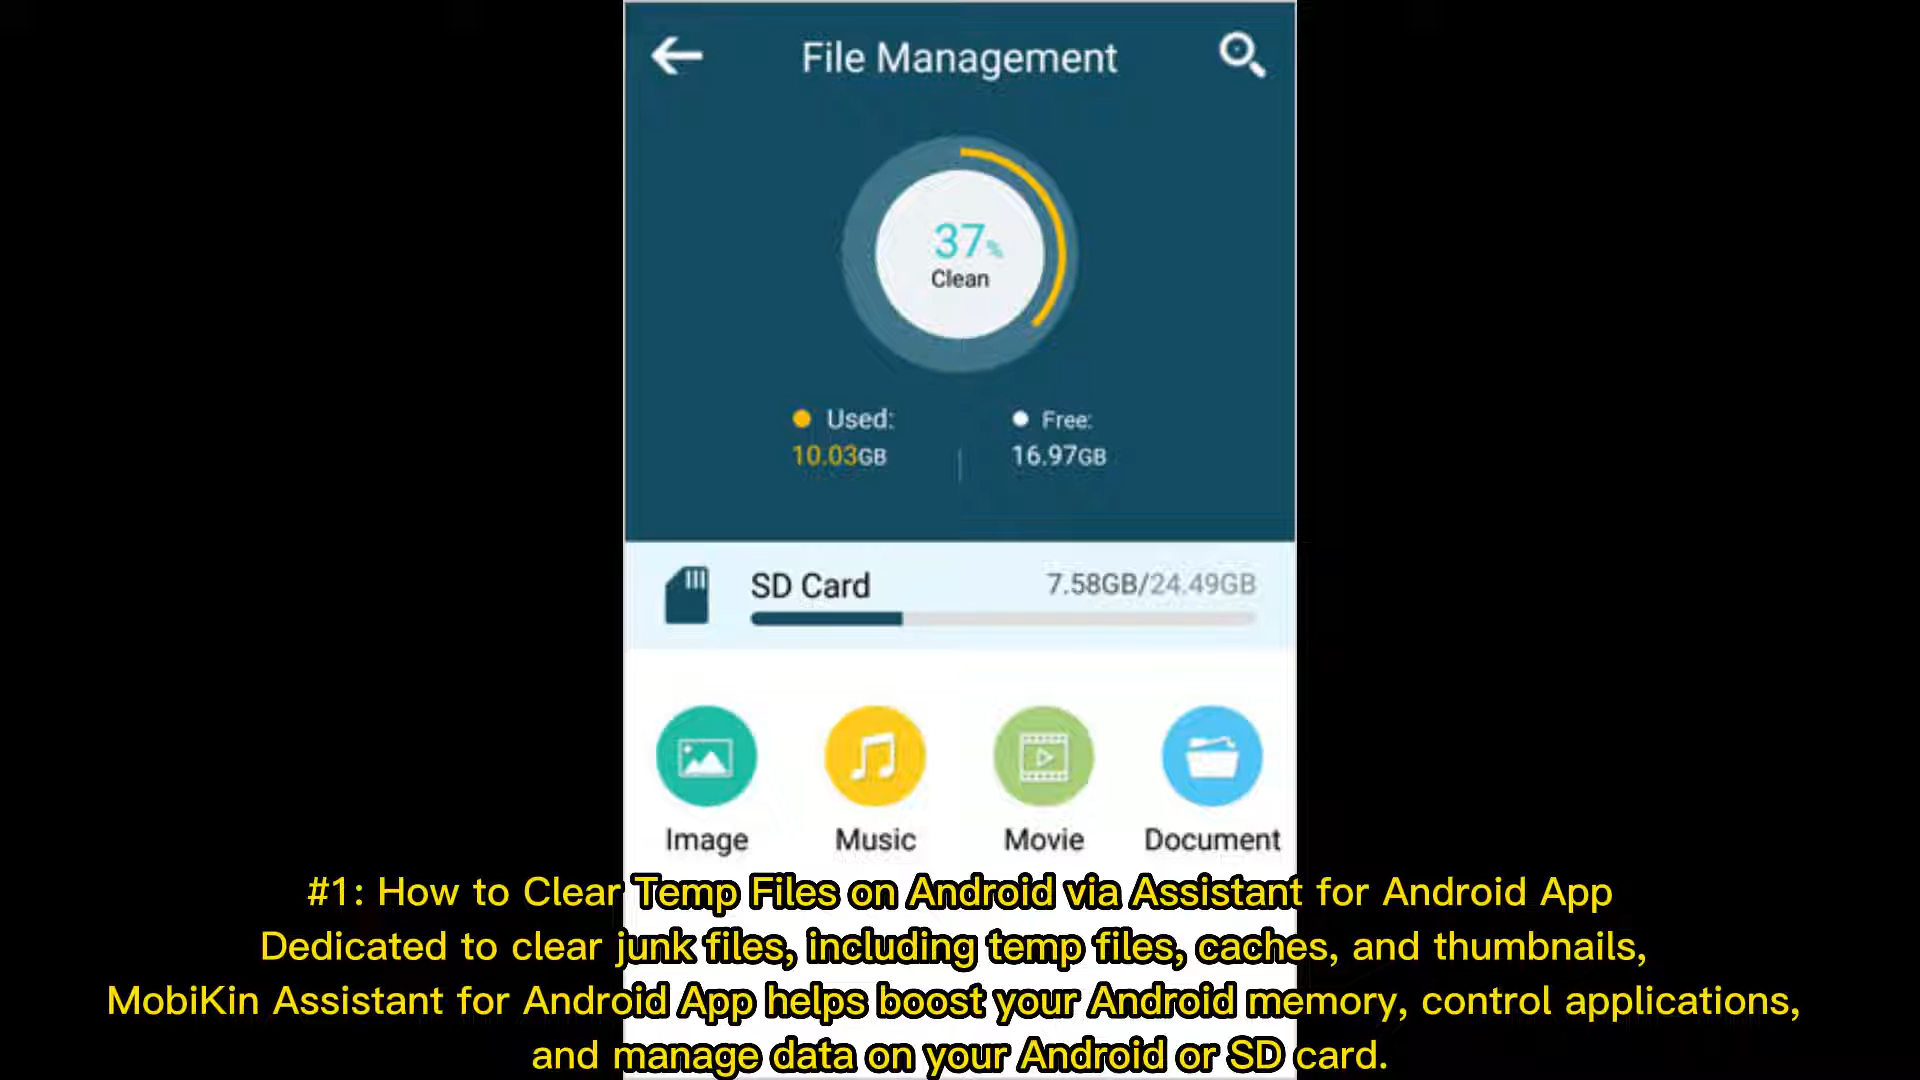 File Management
37%
Clean
Used: Free:
10.03GB 16.97GB
SD Card 7.58GB/24.49GB
Image Music Movie Document
#1: How to Clear Temp Files on Android via Assistant for Android App
Dedicated to clear junk files, including temp files, caches, and thumbnails,
MobiKin Assistant for Android App helps boost your Android memory, control applications,
and manage data on your Android or SD card.